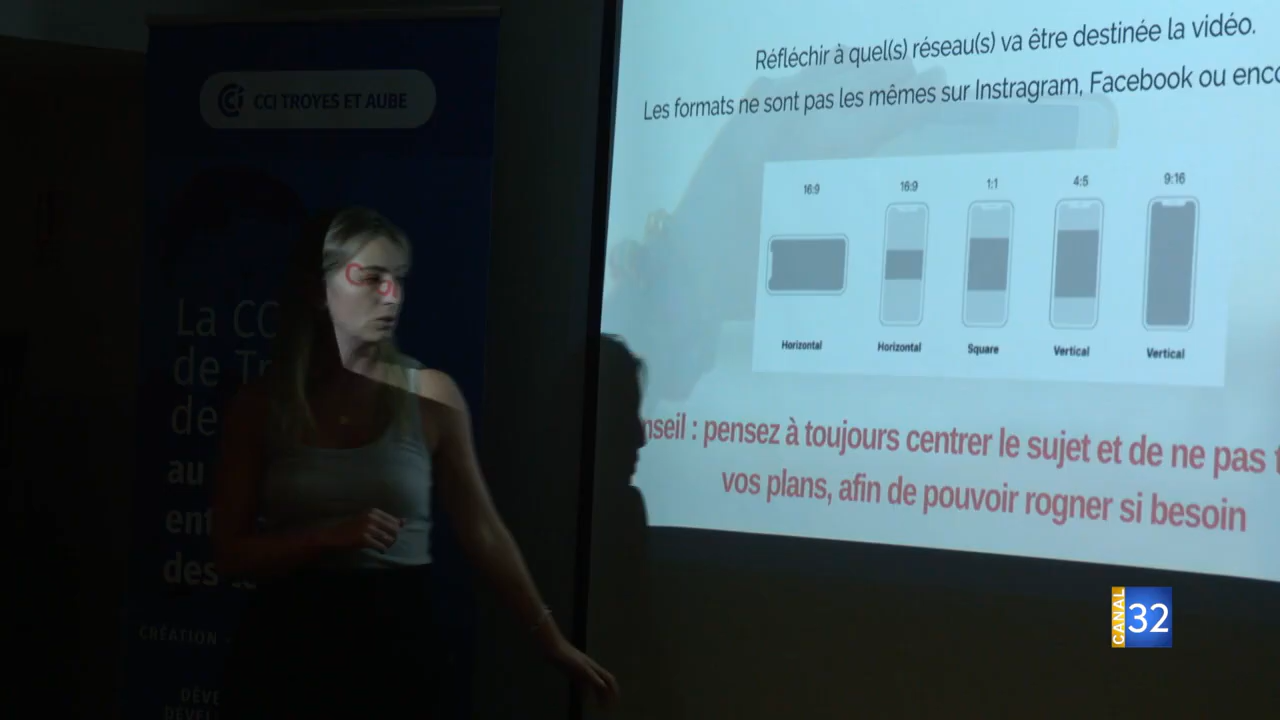 CCI TROYES ET AUBE
La CC
de Tr
de
au
ent
des
CRÉATION -
DÉVE
DÉVEL
Réfléchir à quel(s) réseau(s) va être destinée la vidéo.
Les formats ne sont pas les mêmes sur Instragram, Facebook ou enco
16:9 16:9 1:1 4:5 9:16
Horizontal Horizontal Square Vertical Vertical
nseil : pensez à toujours centrer le sujet et de ne pas
vos plans, afin de pouvoir rogner si besoin
CANAL 32